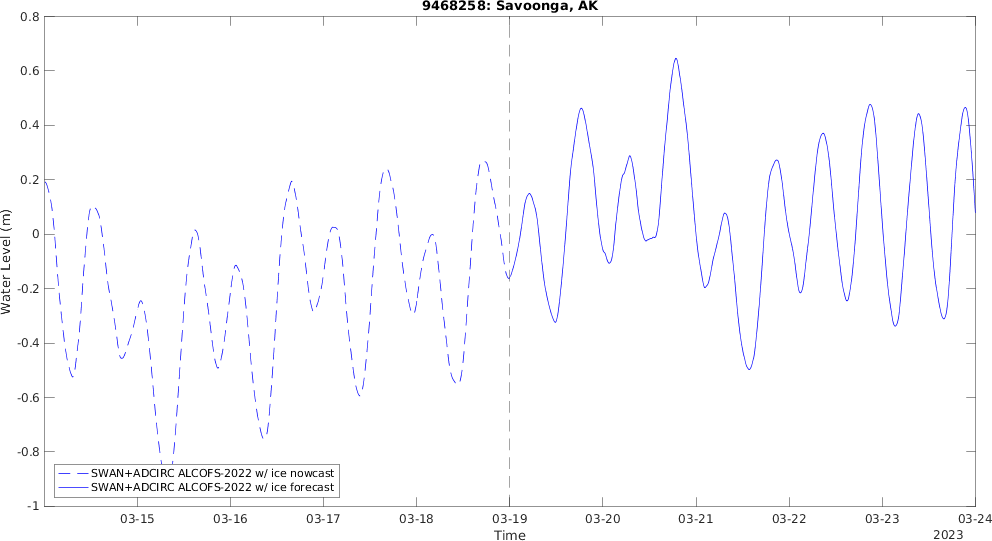 9468258: Savoonga, AK
0.8
0.6
0.4
0.2
0
-0.2
-0.4
-0.6
-0.8
-1
Water Level (m)
SWAN+ADCIRC ALCOFS-2022 w/ ice nowcast
SWAN+ADCIRC ALCOFS-2022 w/ ice forecast
03-15 03-16 03-17 03-18 03-19 03-20 03-21 03-22 03-23 03-24
Time
2023